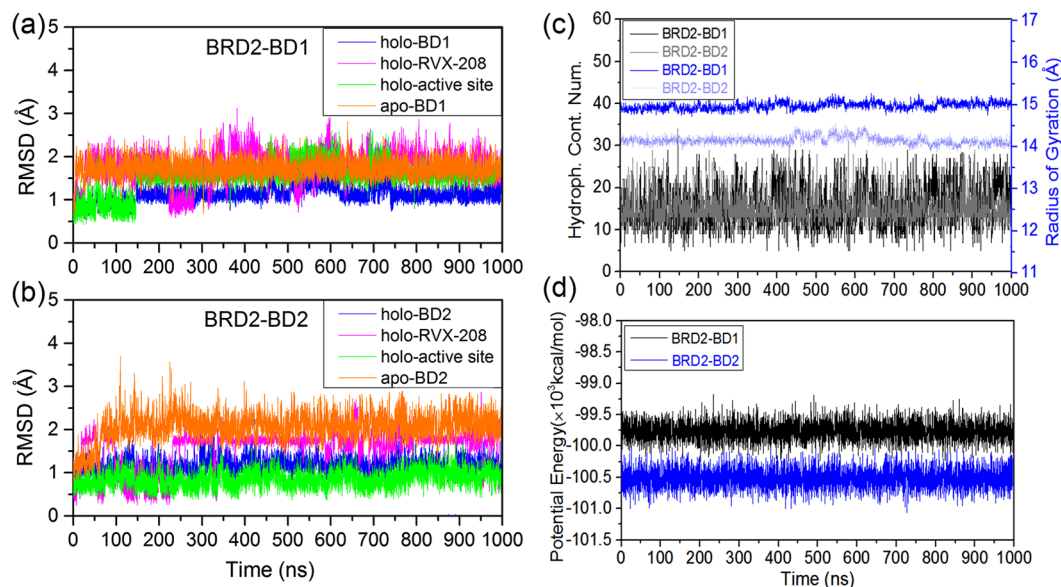 (a)
BRD2-BD1
holo-BD1
holo-RVX-208
holo-active site
apo-BD1
RMSD (Å)
5
4
3
2
1
0
0 100 200 300 400 500 600 700 800 900 1000
(b)
BRD2-BD2
holo-BD2
holo-RVX-208
holo-active site
apo-BD2
RMSD (Å)
5
4
3
2
1
0
0 100 200 300 400 500 600 700 800 900 1000
Time (ns)
(c)
BRD2-BD1
BRD2-BD2
BRD2-BD1
BRD2-BD2
Hydroph. Cont. Num.
60
50
40
30
20
10
0
Radius of Gyration (Å)
17
16
15
14
13
12
11
0 100 200 300 400 500 600 700 800 900 1000
(d)
BRD2-BD1
BRD2-BD2
Potential Energy(×10³kcal/mol)
-98.0
-98.5
-99.0
-99.5
-100.0
-100.5
-101.0
-101.5
0 100 200 300 400 500 600 700 800 900 1000
Time (ns)